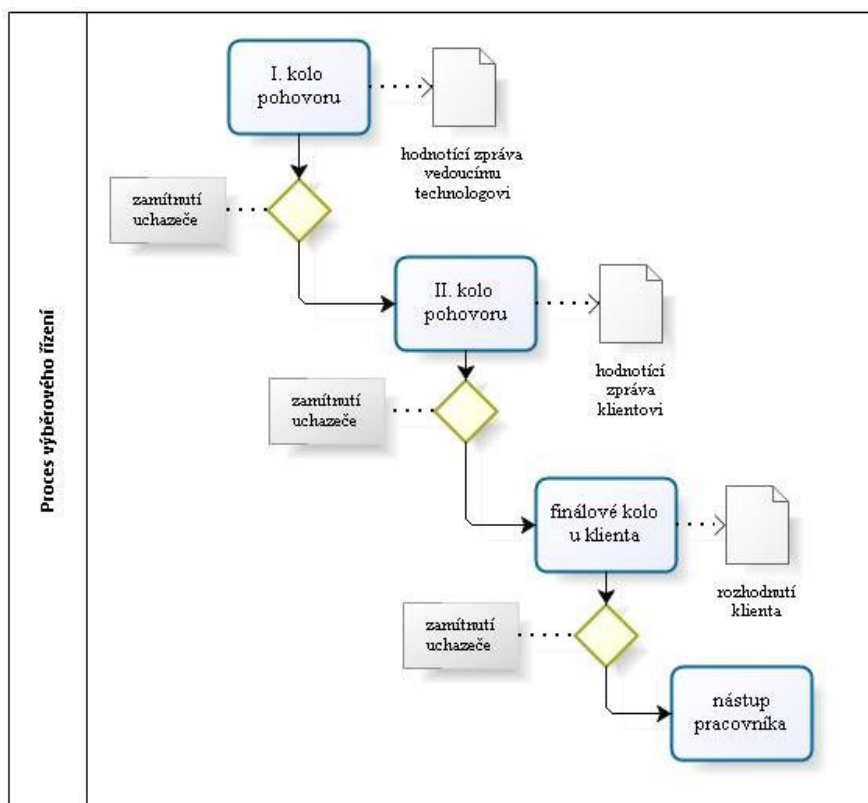 Proces výběrového řízení
I. kolo
pohovoru
hodnotící zpráva
vedoucímu
technologovi
zamítnutí
uchazeče
II. kolo
pohovoru
hodnotící
zpráva
klientovi
zamítnutí
uchazeče
finálové kolo
u klienta
rozhodnutí
klienta
zamítnutí
uchazeče
nástup
pracovníka